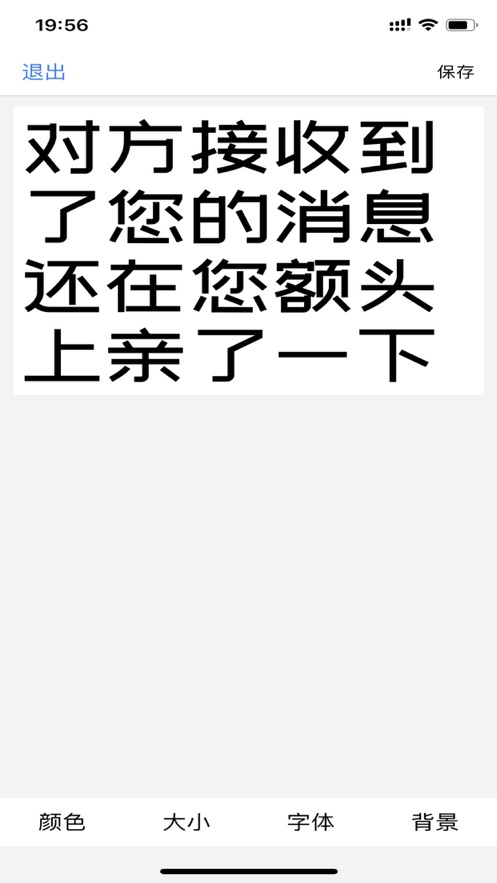 19:56
退出
保存
对方接收到
了您的消息
还在您额头
上亲了一下
颜色
大小
字体
背景